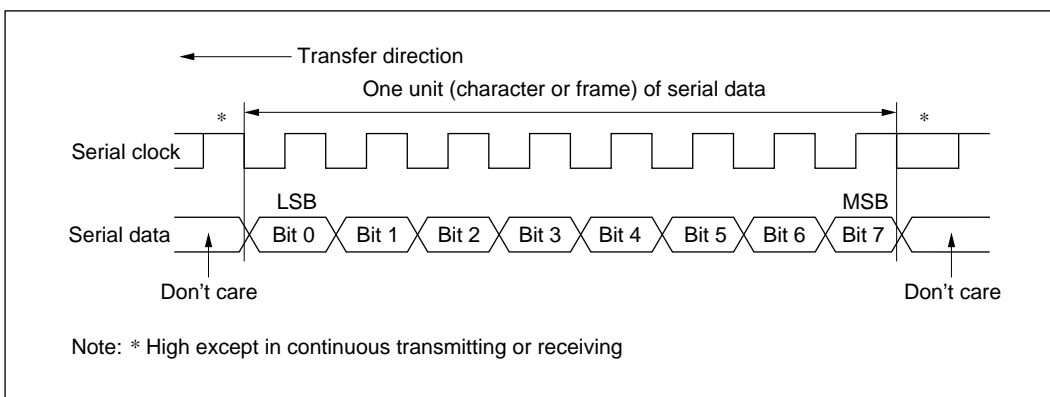 Transfer direction
One unit (character or frame) of serial data
* *
Serial clock
LSB MSB
Serial data Bit 0 Bit 1 Bit 2 Bit 3 Bit 4 Bit 5 Bit 6 Bit 7
Don't care Don't care
Note: * High except in continuous transmitting or receiving